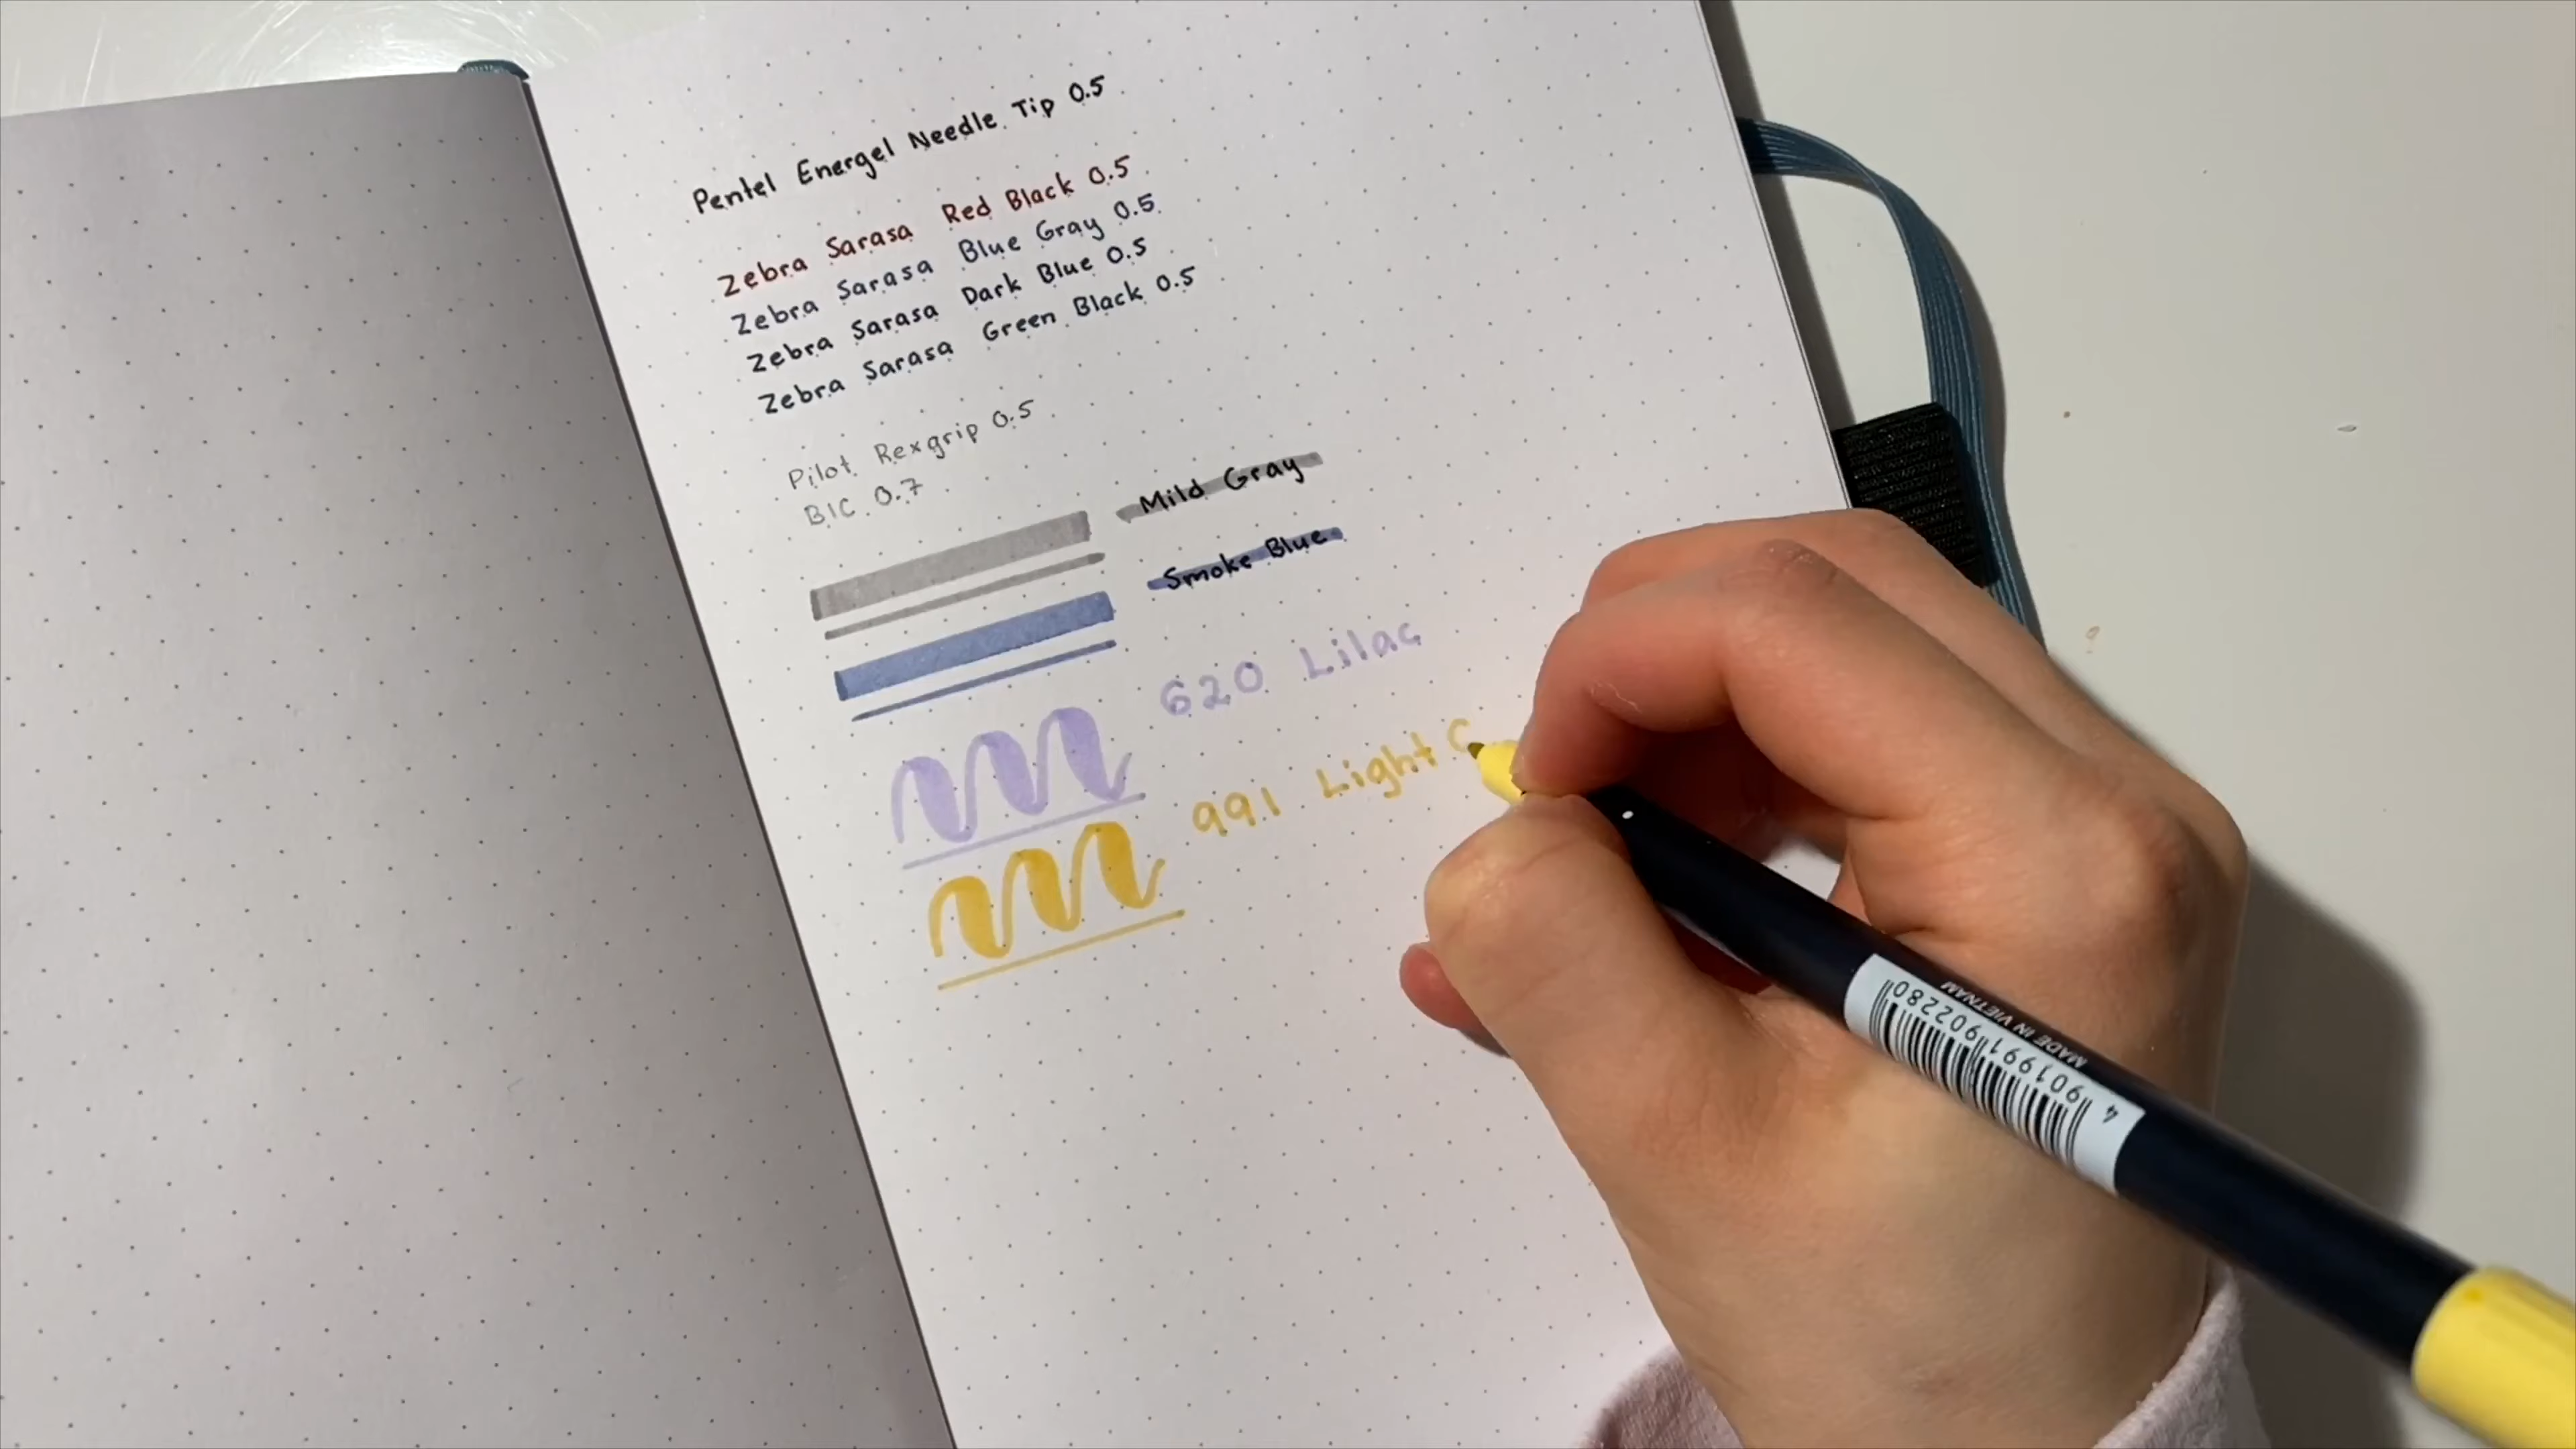 Pentel Energel Needle Tip 0.5
Zebra Sarasa Red Black 0.5
Zebra Sarasa Blue Gray 0.5
Zebra Sarasa Dark Blue 0.5
Zebra Sarasa Green Black 0.5
Pilot Rexgrip 0.5
BIC 0.7
Mild Gray
Smoke Blue
620 Lilac
991 Light
MADE IN VIETNAM
4 901991 902280